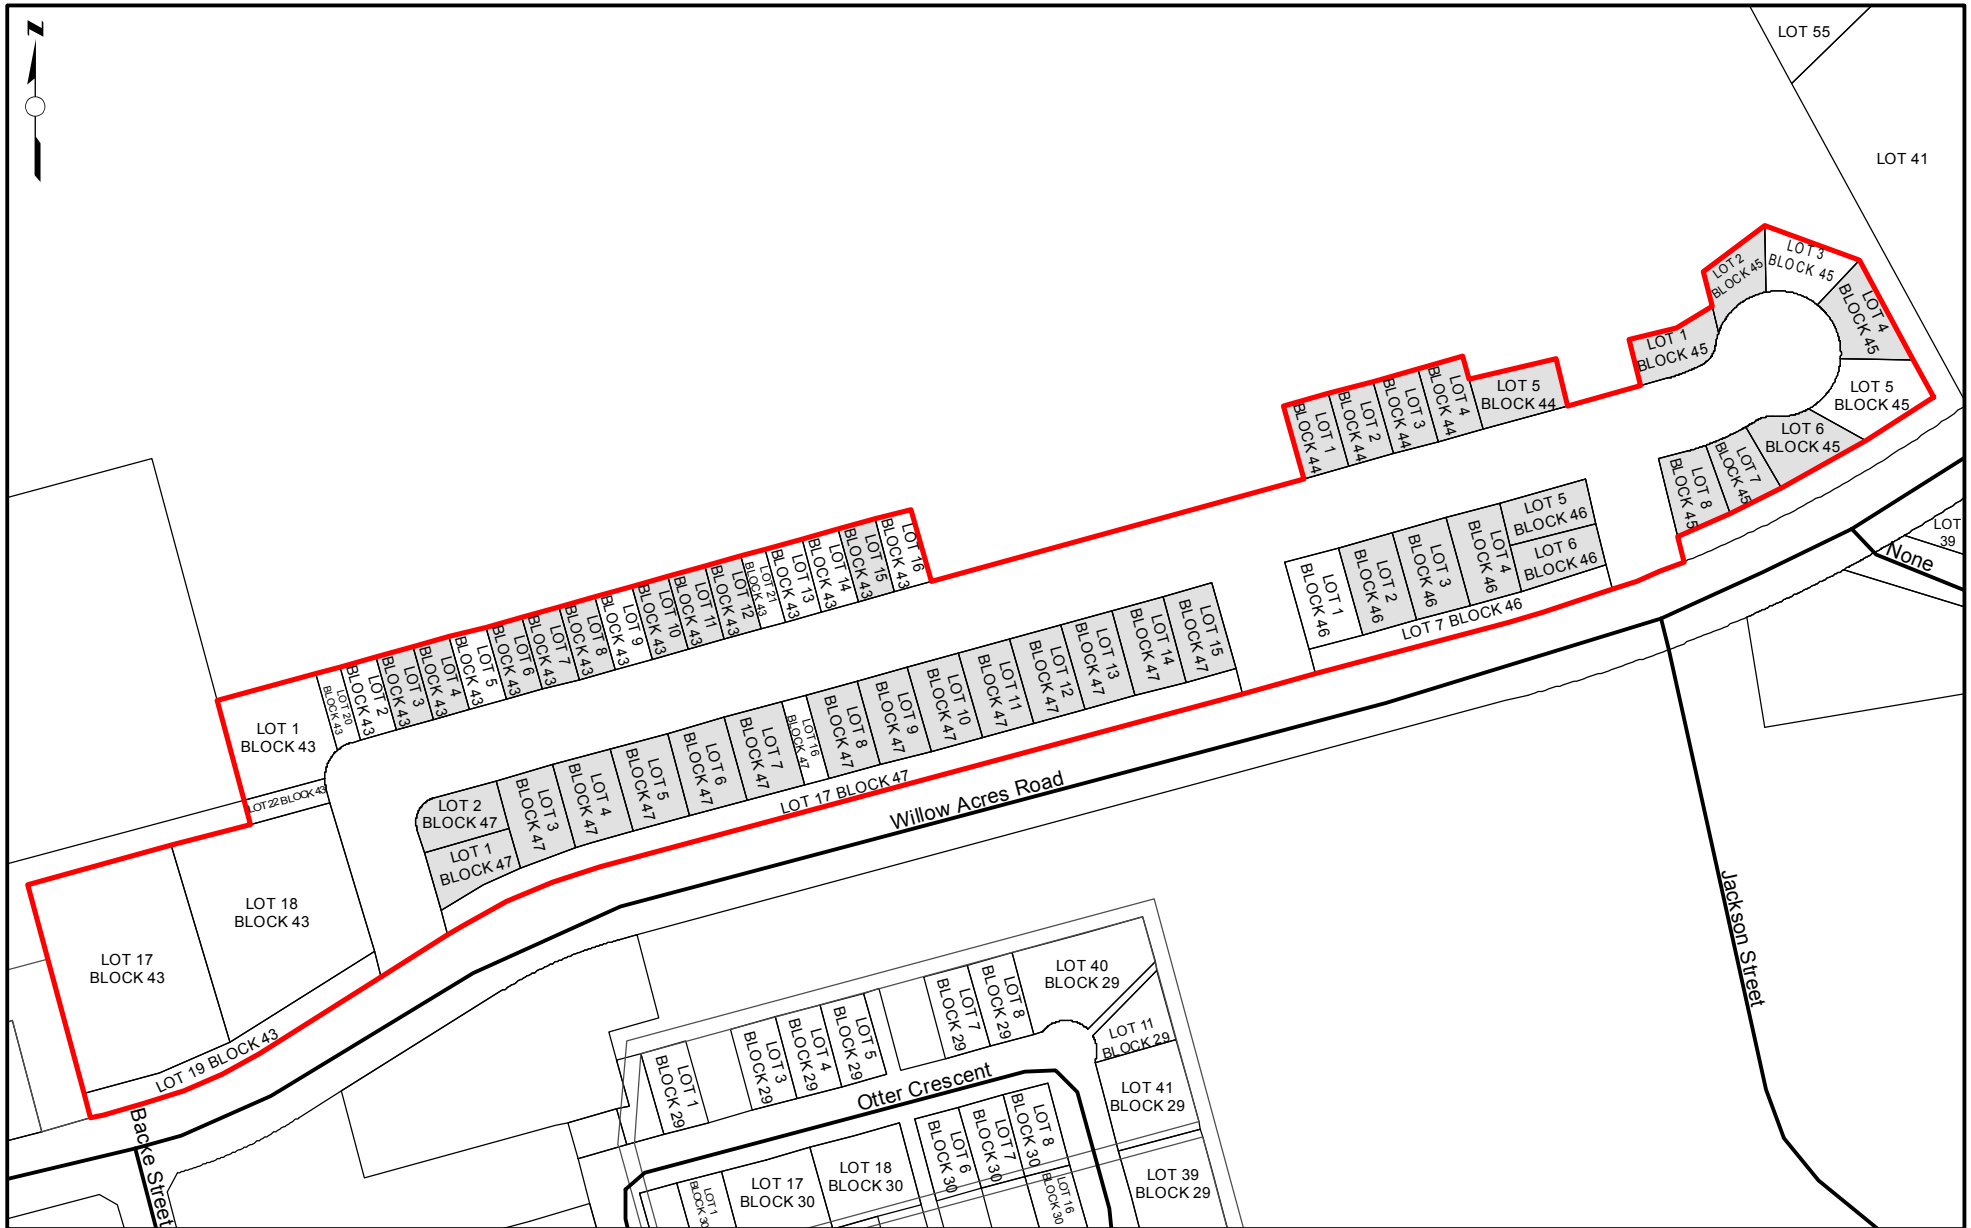 N
LOT 55
LOT 41
LOT 2
BLOCK 45
LOT 3
BLOCK 45
LOT 4
BLOCK 45
LOT 1
BLOCK 45
LOT 5
BLOCK 45
LOT 6
BLOCK 45
LOT 7
BLOCK 45
LOT 8
BLOCK 45
LOT 1
BLOCK 44
LOT 2
BLOCK 44
LOT 3
BLOCK 44
LOT 4
BLOCK 44
LOT 5
BLOCK 44
LOT
39
None
LOT 1
BLOCK 46
LOT 2
BLOCK 46
LOT 3
BLOCK 46
LOT 4
BLOCK 46
LOT 5
BLOCK 46
LOT 6
BLOCK 46
LOT 7 BLOCK 46
LOT 1
BLOCK 43
LOT 20
BLOCK 43
LOT 2
BLOCK 43
LOT 3
BLOCK 43
LOT 4
BLOCK 43
LOT 5
BLOCK 43
LOT 6
BLOCK 43
LOT 7
BLOCK 43
LOT 8
BLOCK 43
LOT 9
BLOCK 43
LOT 10
BLOCK 43
LOT 11
BLOCK 43
LOT 12
BLOCK 43
LOT 21
BLOCK 43
LOT 13
BLOCK 43
LOT 14
BLOCK 43
LOT 15
BLOCK 43
LOT 16
BLOCK 43
LOT 22 BLOCK 43
LOT 2
BLOCK 47
LOT 1
BLOCK 47
LOT 3
BLOCK 47
LOT 4
BLOCK 47
LOT 5
BLOCK 47
LOT 6
BLOCK 47
LOT 7
BLOCK 47
LOT 16
BLOCK 47
LOT 8
BLOCK 47
LOT 9
BLOCK 47
LOT 10
BLOCK 47
LOT 11
BLOCK 47
LOT 12
BLOCK 47
LOT 13
BLOCK 47
LOT 14
BLOCK 47
LOT 15
BLOCK 47
LOT 17 BLOCK 47
Willow Acres Road
LOT 18
BLOCK 43
LOT 17
BLOCK 43
LOT 19 BLOCK 43
Backe Street
Jackson Street
LOT 1
BLOCK 29
LOT 3
BLOCK 29
LOT 4
BLOCK 29
LOT 5
BLOCK 29
LOT 7
BLOCK 29
LOT 8
BLOCK 29
LOT 40
BLOCK 29
LOT 11
BLOCK 29
LOT 41
BLOCK 29
LOT 39
BLOCK 29
Otter Crescent
LOT 1
BLOCK 30
LOT 17
BLOCK 30
LOT 18
BLOCK 30
LOT 6
BLOCK 30
LOT 7
BLOCK 30
LOT 8
BLOCK 30
LOT 16
BLOCK 30